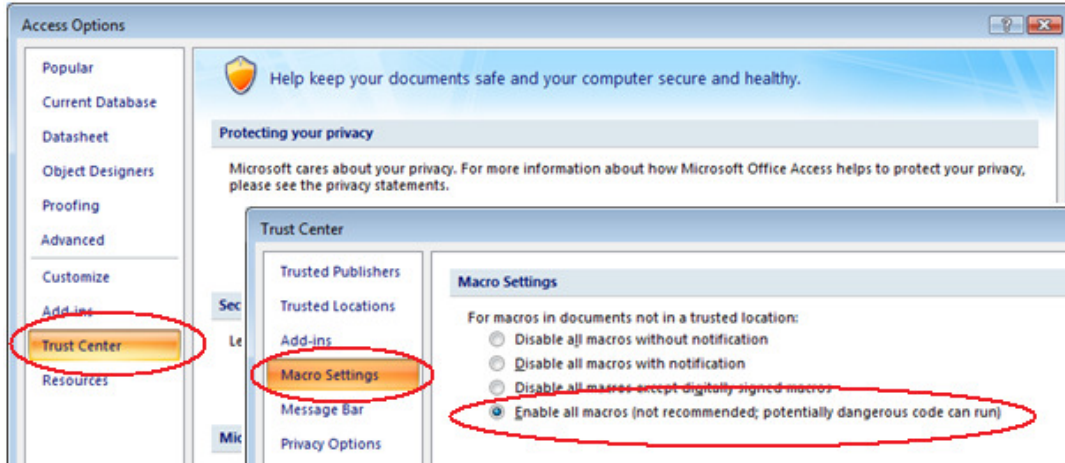 Access Options
Popular
Current Database
Datasheet
Object Designers
Proofing
Advanced
Customize
Add-ins
Trust Center
Resources
Help keep your documents safe and your computer secure and healthy.
Protecting your privacy
Microsoft cares about your privacy. For more information about how Microsoft Office Access helps to protect your privacy,
please see the privacy statements.
Sec
Le
Mic
Trust Center
Trusted Publishers
Trusted Locations
Add-ins
Macro Settings
Message Bar
Privacy Options
Macro Settings
For macros in documents not in a trusted location:
Disable all macros without notification
Disable all macros with notification
Disable all macros except digitally signed macros
Enable all macros (not recommended; potentially dangerous code can run)